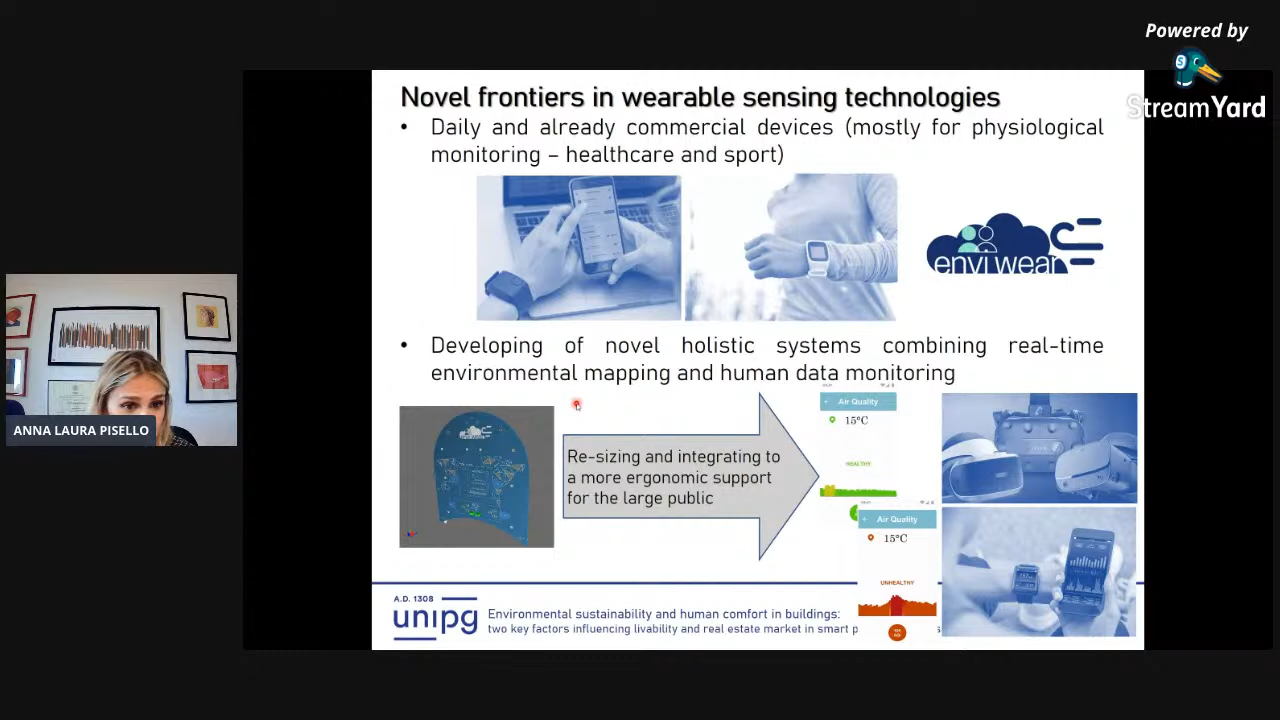 Powered by
StreamYard
Novel frontiers in wearable sensing technologies
• Daily and already commercial devices (mostly for physiological
monitoring – healthcare and sport)
enviwear
• Developing of novel holistic systems combining real-time
environmental mapping and human data monitoring
Re-sizing and integrating to
a more ergonomic support
for the large public
Air Quality
15°C
HEALTHY
Air Quality
15°C
UNHEALTHY
ANNA LAURA PISELLO
A.D. 1308
unipg
Environmental sustainability and human comfort in buildings:
two key factors influencing livability and real estate market in smart p